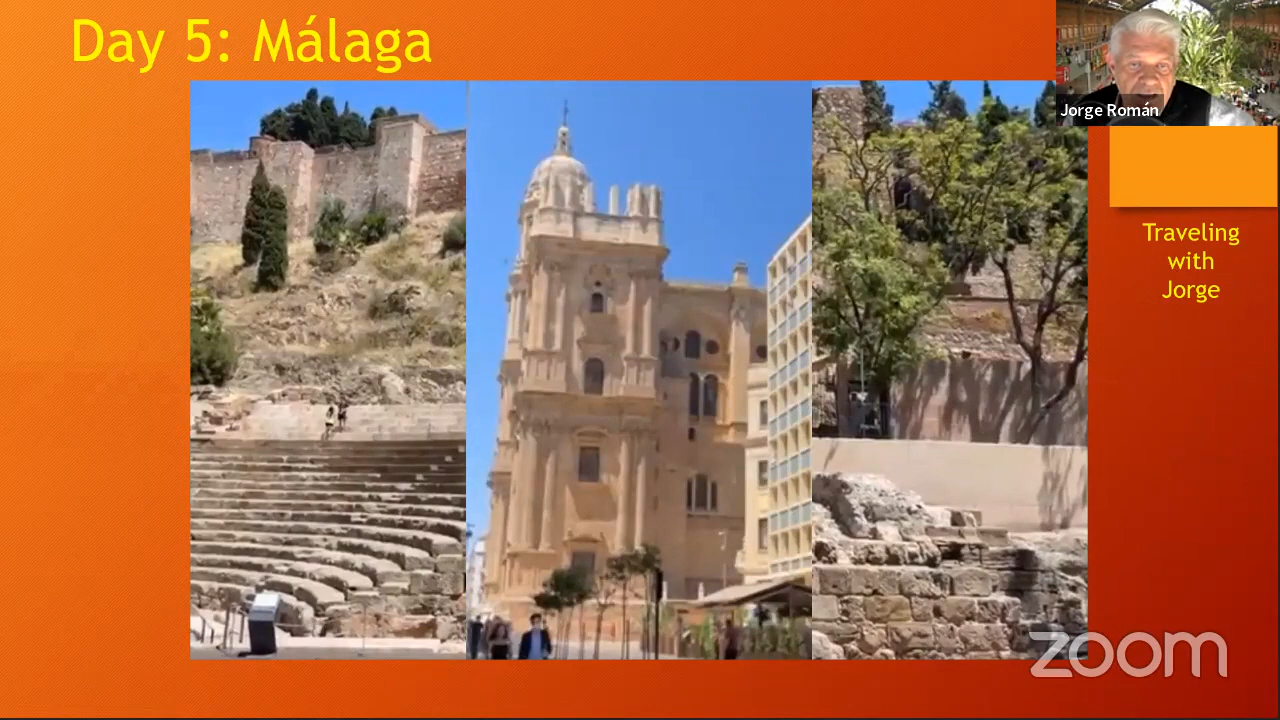 Day 5: Málaga
Jorge Román
Traveling
with
Jorge
zoom